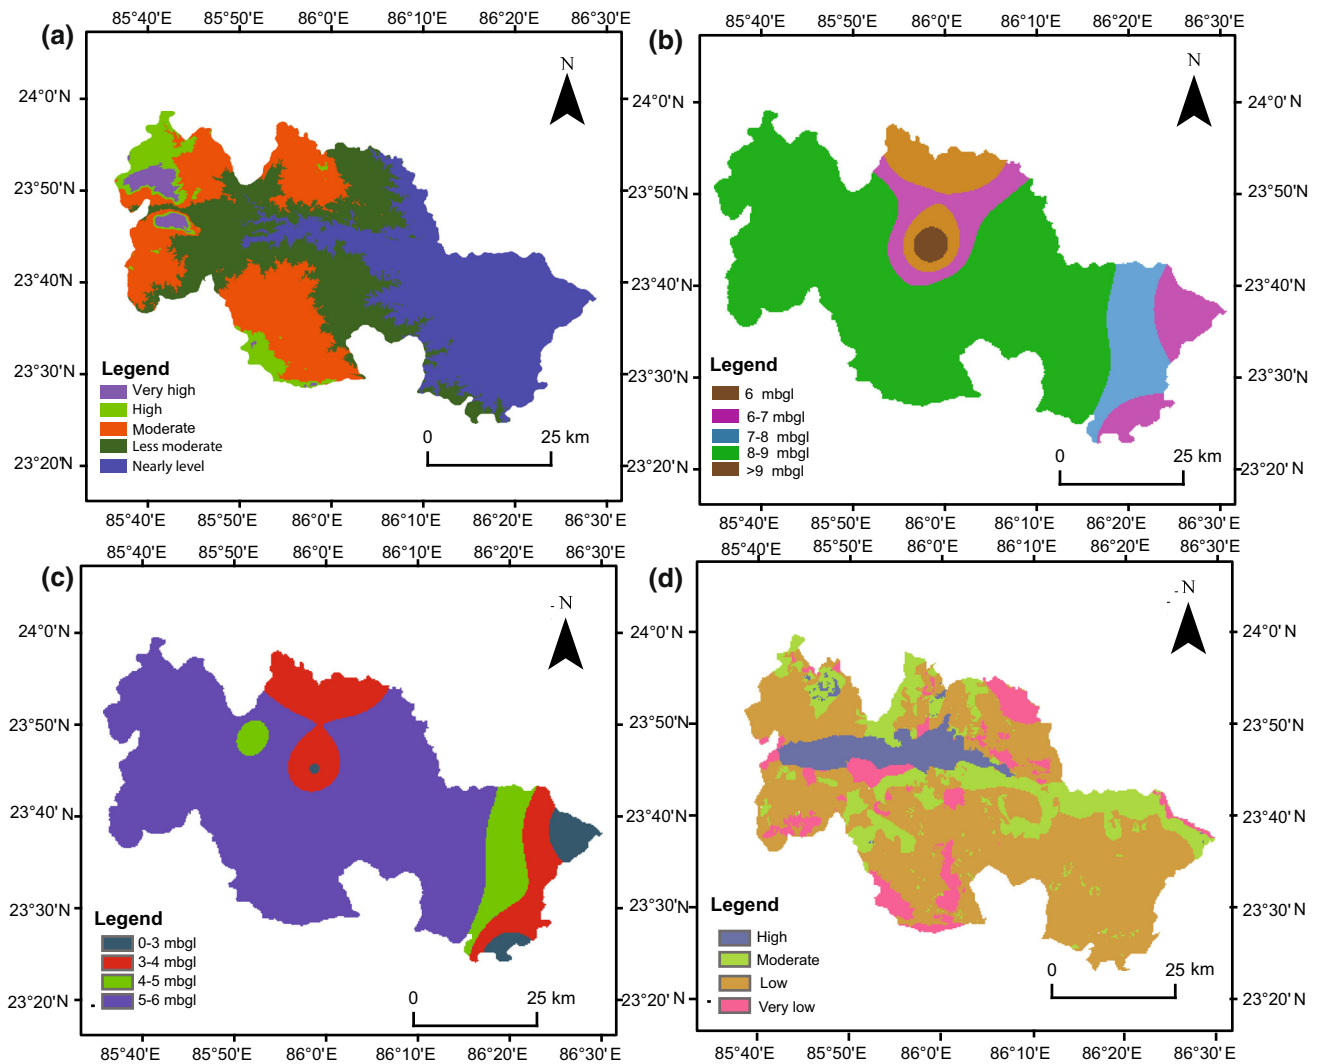 85°40'E 85°50'E 86°0'E 86°10'E 86°20'E 86°30'E
(a)
N
24°0'N
23°50'N
23°40'N
23°30'N
23°20'N
Legend
Very high
High
Moderate
Less moderate
Nearly level
0 25 km
85°40'E 85°50'E 86°0'E 86°10'E 86°20'E 86°30'E
85°40'E 85°50'E 86°0'E 86°10'E 86°20'E 86°30'E
(b)
N
24°0'N 24°0' N
23°50'N 23°50' N
23°40'N 23°40' N
23°30'N 23°30' N
23°20'N 23°20' N
Legend
6 mbgl
6-7 mbgl
7-8 mbgl
8-9 mbgl
>9 mbgl
0 25 km
85°40'E 85°50'E 86°0'E 86°10'E 86°20'E 86°30'E
85°40'E 85°50'E 86°0'E 86°10'E 86°20'E 86°30'E
(c)
N
24°0'N
23°50'N
23°40' N
23°30'N
23°20'N
Legend
0-3 mbgl
3-4 mbgl
4-5 mbgl
5-6 mbgl
0 25 km
85°40'E 85°50'E 86°0'E 86°10'E 86°20'E 86°30'E
85°40'E 85°50'E 86°0'E 86°10'E 86°20'E 86°30'E
(d)
N
24°0' N 24°0' N
23°50'N 23°50' N
23°40'N 23°40' N
23°30'N 23°30' N
23°20'N 23°20' N
Legend
High
Moderate
Low
Very low
0 25 km
85°40'E 85°50'E 86°0'E 86°10'E 86°20'E 86°30'E